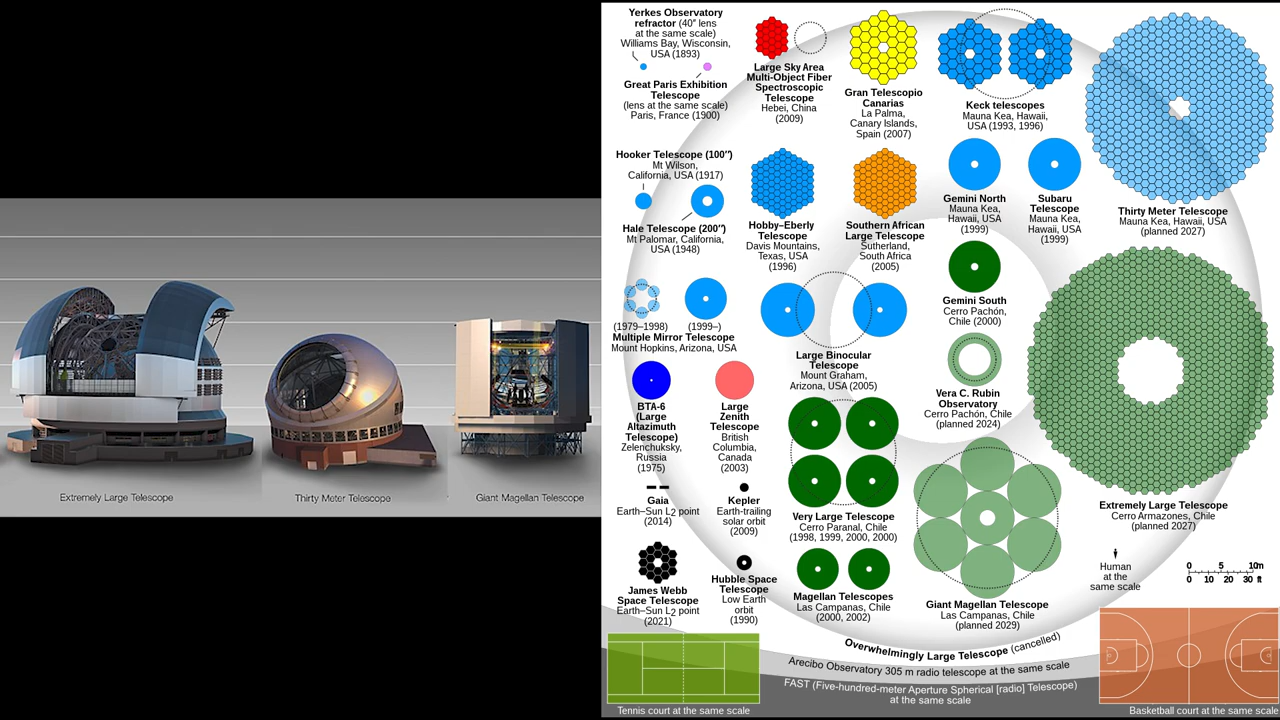 Extremely Large Telescope
Thirty Meter Telescope
Giant Magellan Telescope
Yerkes Observatory
refractor (40″ lens
at the same scale)
Williams Bay, Wisconsin,
USA (1893)
Great Paris Exhibition
Telescope
(lens at the same scale)
Paris, France (1900)
Large Sky Area
Multi-Object Fiber
Spectroscopic
Telescope
Hebei, China
(2009)
Gran Telescopio
Canarias
La Palma,
Canary Islands,
Spain (2007)
Keck telescopes
Mauna Kea, Hawaii,
USA (1993, 1996)
Hooker Telescope (100″)
Mt Wilson,
California, USA (1917)
Hale Telescope (200″)
Mt Palomar, California,
USA (1948)
Hobby–Eberly
Telescope
Davis Mountains,
Texas, USA
(1996)
Southern African
Large Telescope
Sutherland,
South Africa
(2005)
Gemini North
Mauna Kea,
Hawaii, USA
(1999)
Subaru
Telescope
Mauna Kea,
Hawaii, USA
(1999)
Thirty Meter Telescope
Mauna Kea, Hawaii, USA
(planned 2027)
Gemini South
Cerro Pachón,
Chile (2000)
(1979–1998) (1999–)
Multiple Mirror Telescope
Mount Hopkins, Arizona, USA
Large Binocular
Telescope
Mount Graham,
Arizona, USA (2005)
Vera C. Rubin
Observatory
Cerro Pachón, Chile
(planned 2024)
BTA-6
(Large
Altazimuth
Telescope)
Zelenchuksky,
Russia
(1975)
Large
Zenith
Telescope
British
Columbia,
Canada
(2003)
Gaia
Earth–Sun L2 point
(2014)
Kepler
Earth-trailing
solar orbit
(2009)
Very Large Telescope
Cerro Paranal, Chile
(1998, 1999, 2000, 2000)
Extremely Large Telescope
Cerro Armazones, Chile
(planned 2027)
James Webb
Space Telescope
Earth–Sun L2 point
(2021)
Hubble Space
Telescope
Low Earth
orbit
(1990)
Magellan Telescopes
Las Campanas, Chile
(2000, 2002)
Giant Magellan Telescope
Las Campanas, Chile
(planned 2029)
Human
at the
same scale
0 5 10m
0 10 20 30 ft
Overwhelmingly Large Telescope (cancelled)
Arecibo Observatory 305 m radio telescope at the same scale
FAST (Five-hundred-meter Aperture Spherical [radio] Telescope)
at the same scale
Tennis court at the same scale
Basketball court at the same scale